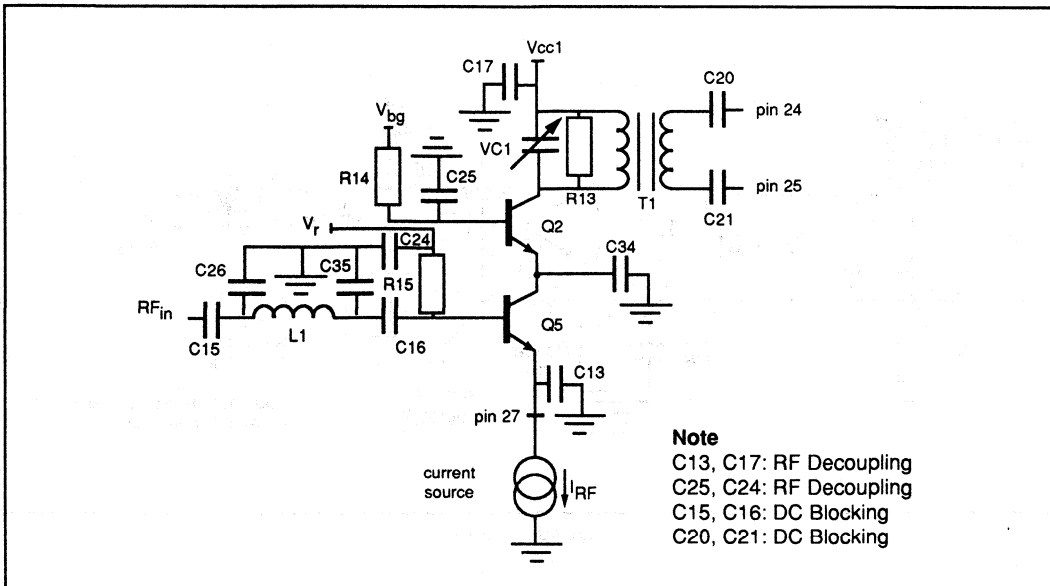 Vcc1
C17
C20
pin 24
Vbg
VC1
R14
C25
R13
T1
pin 25
C21
Vr
C24
Q2
C34
C26
C35
R15
RFin
C15
L1
C16
Q5
C13
pin 27
current
source
IRF
Note
C13, C17: RF Decoupling
C25, C24: RF Decoupling
C15, C16: DC Blocking
C20, C21: DC Blocking